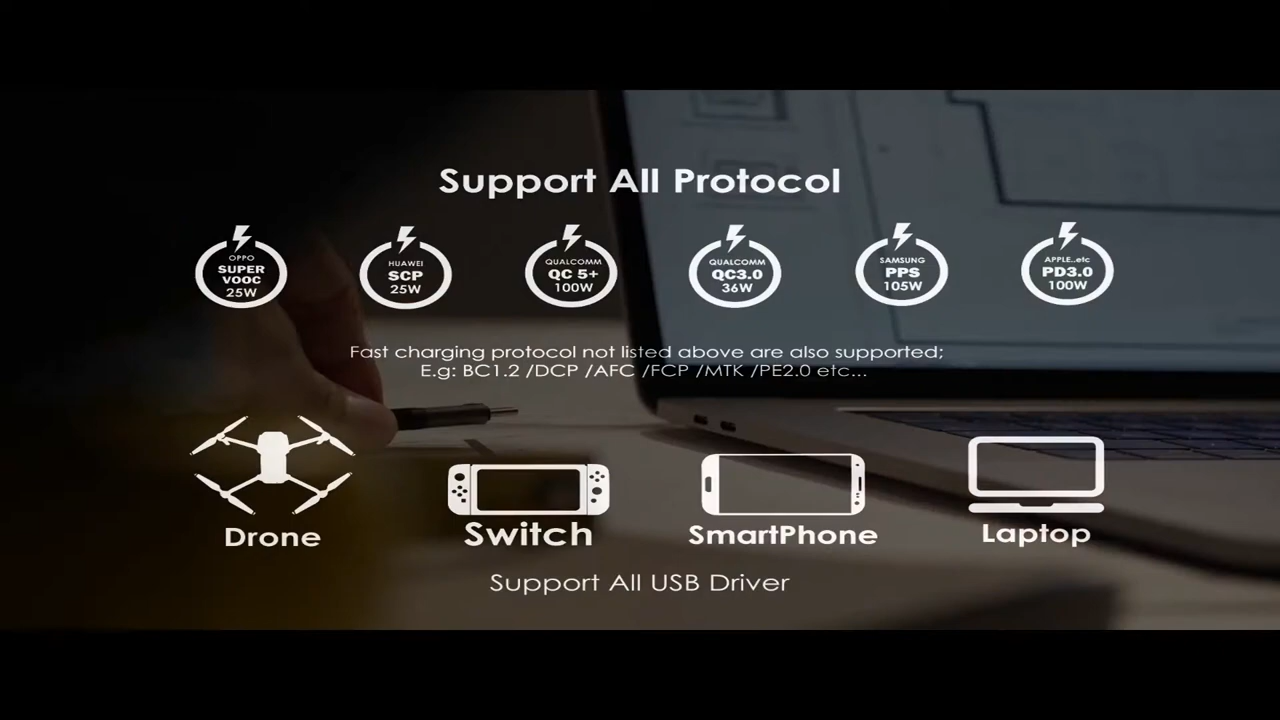 Support All Protocol
OPPO
SUPER
VOOC
25W
HUAWEI
SCP
25W
QUALCOMM
QC 5+
100W
QUALCOMM
QC3.0
36W
SAMSUNG
PPS
105W
APPLE..etc
PD3.0
100W
Fast charging protocol not listed above are also supported;
E.g: BC1.2 /DCP /AFC /FCP /MTK /PE2.0 etc...
Drone
Switch
SmartPhone
Laptop
Support All USB Driver